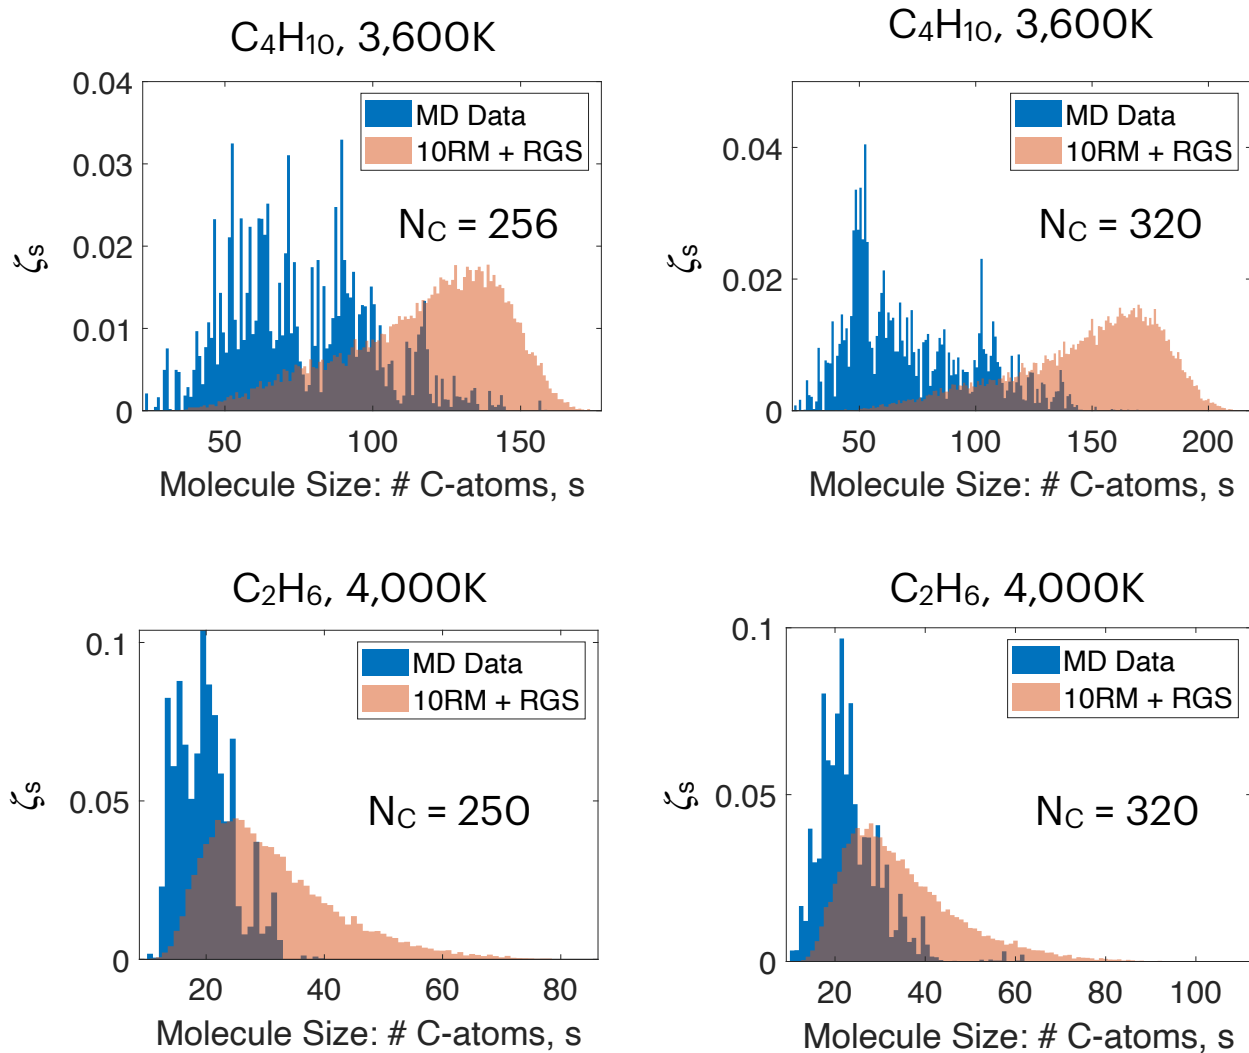 C₄H₁₀, 3,600K
0.04
0.03
0.02
0.01
0
ζs
MD Data
10RM + RGS
N_C = 256
50
100
150
Molecule Size: # C-atoms, s
C₄H₁₀, 3,600K
0.04
0.02
0
ζs
MD Data
10RM + RGS
N_C = 320
50
100
150
200
Molecule Size: # C-atoms, s
C₂H₆, 4,000K
0.1
0.05
0
ζs
MD Data
10RM + RGS
N_C = 250
20
40
60
80
Molecule Size: # C-atoms, s
C₂H₆, 4,000K
0.1
0.05
0
ζs
MD Data
10RM + RGS
N_C = 320
20
40
60
80
100
Molecule Size: # C-atoms, s